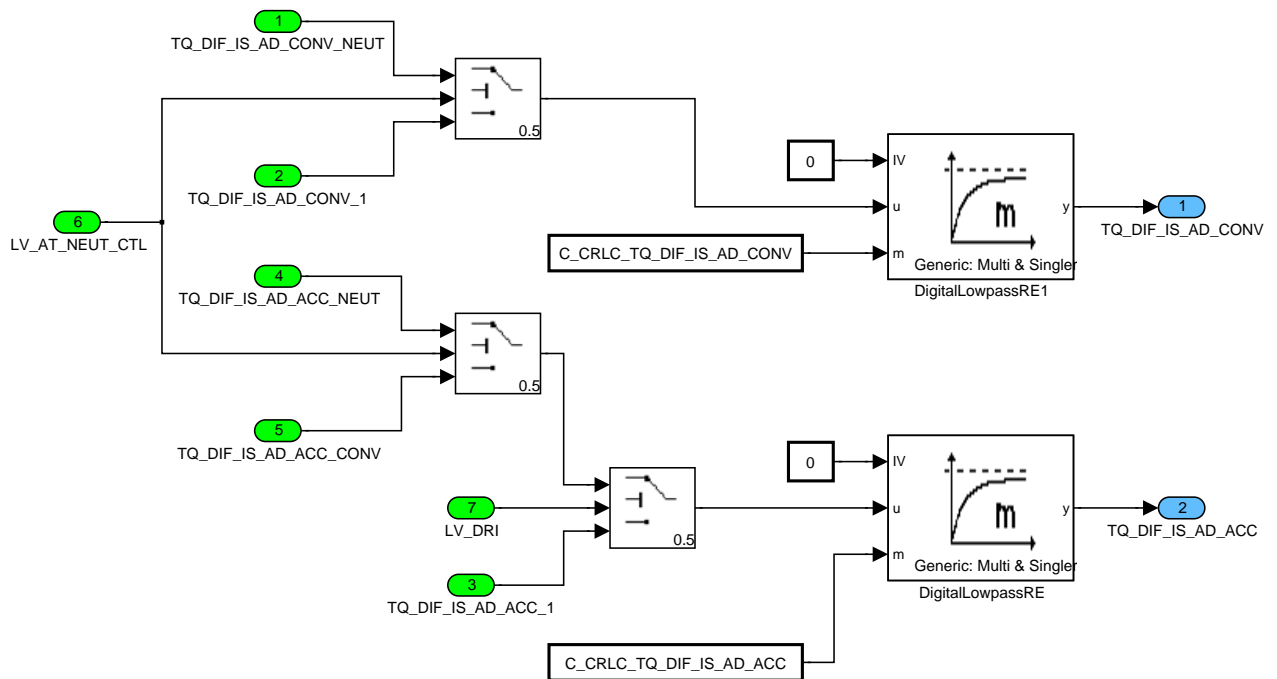 1
TQ_DIF_IS_AD_CONV_NEUT
0.5
2
TQ_DIF_IS_AD_CONV_1
6
LV_AT_NEUT_CTL
0
IV
u
m
y
m
Generic: Multi & Singler
DigitalLowpassRE1
1
TQ_DIF_IS_AD_CONV
C_CRLC_TQ_DIF_IS_AD_CONV
4
TQ_DIF_IS_AD_ACC_NEUT
0.5
5
TQ_DIF_IS_AD_ACC_CONV
0
IV
u
m
y
m
Generic: Multi & Singler
DigitalLowpassRE
2
TQ_DIF_IS_AD_ACC
7
LV_DRI
0.5
3
TQ_DIF_IS_AD_ACC_1
C_CRLC_TQ_DIF_IS_AD_ACC